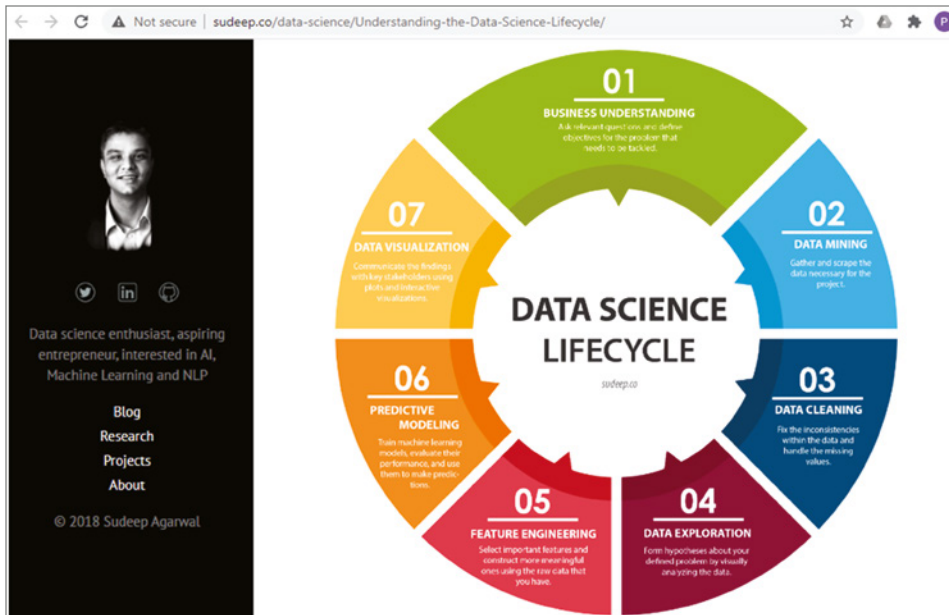 Not secure | sudeep.co/data-science/Understanding-the-Data-Science-Lifecycle/
P
Data science enthusiast, aspiring
entrepreneur, interested in AI,
Machine Learning and NLP
Blog
Research
Projects
About
© 2018 Sudeep Agarwal
DATA SCIENCE
LIFECYCLE
sudeep.co
01
BUSINESS UNDERSTANDING
Ask relevant questions and define
objectives for the problem that
needs to be tackled.
02
DATA MINING
Gather and scrape the
data necessary for the
project.
03
DATA CLEANING
Fix the inconsistencies
within the data and
handle the missing
values.
04
DATA EXPLORATION
Form hypotheses about your
defined problem by visually
analyzing the data.
05
FEATURE ENGINEERING
Select important features and
construct more meaningful
ones using the raw data that
you have.
06
PREDICTIVE
MODELING
Train machine learning
models, evaluate their
performance, and use
them to make predic-
tions.
07
DATA VISUALIZATION
Communicate the findings
with key stakeholders using
plots and interactive
visualizations.